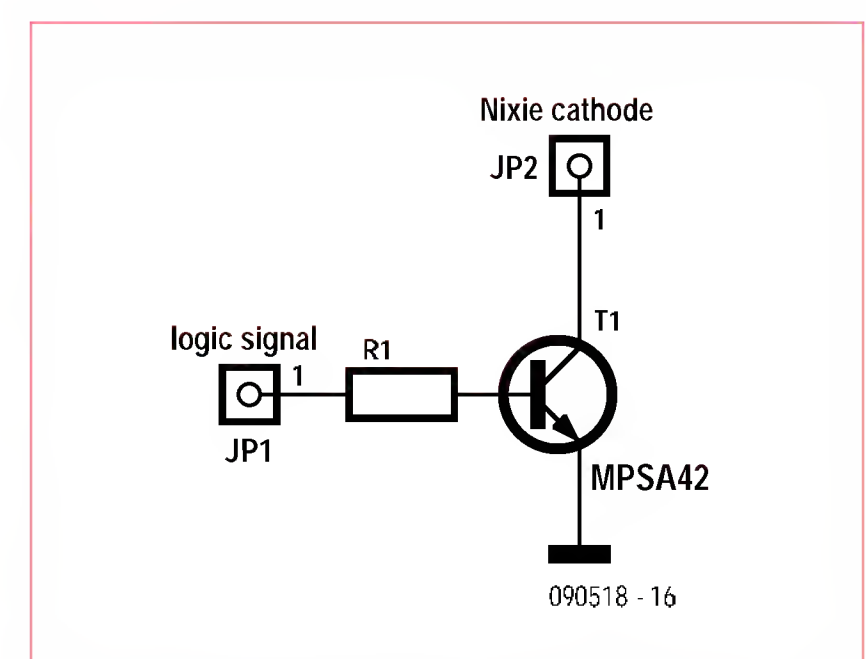 Nixie cathode
JP2
1
T1
logic signal
R1
1
JP1
MPSA42
090518 - 16